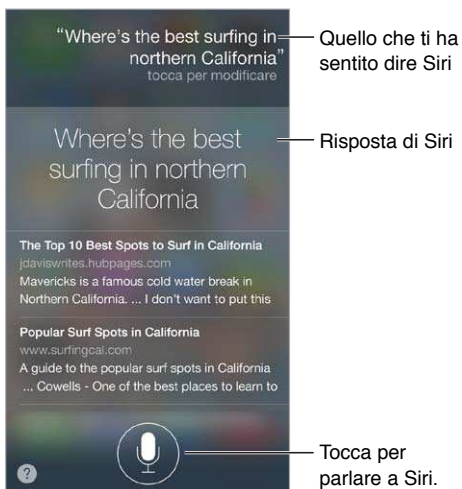 “Where's the best surfing in
northern California”
tocca per modificare
Quello che ti ha
sentito dire Siri
Where's the best
surfing in northern
California
Risposta di Siri
The Top 10 Best Spots to Surf in California
jdaviswrites.hubpages.com
Mavericks is a famous cold water break in
Northern California. ... I don't want to put this
Popular Surf Spots in California
www.surfingcal.com
A guide to the popular surf spots in California
... Cowells - One of the best places to learn to
?
Tocca per
parlare a Siri.